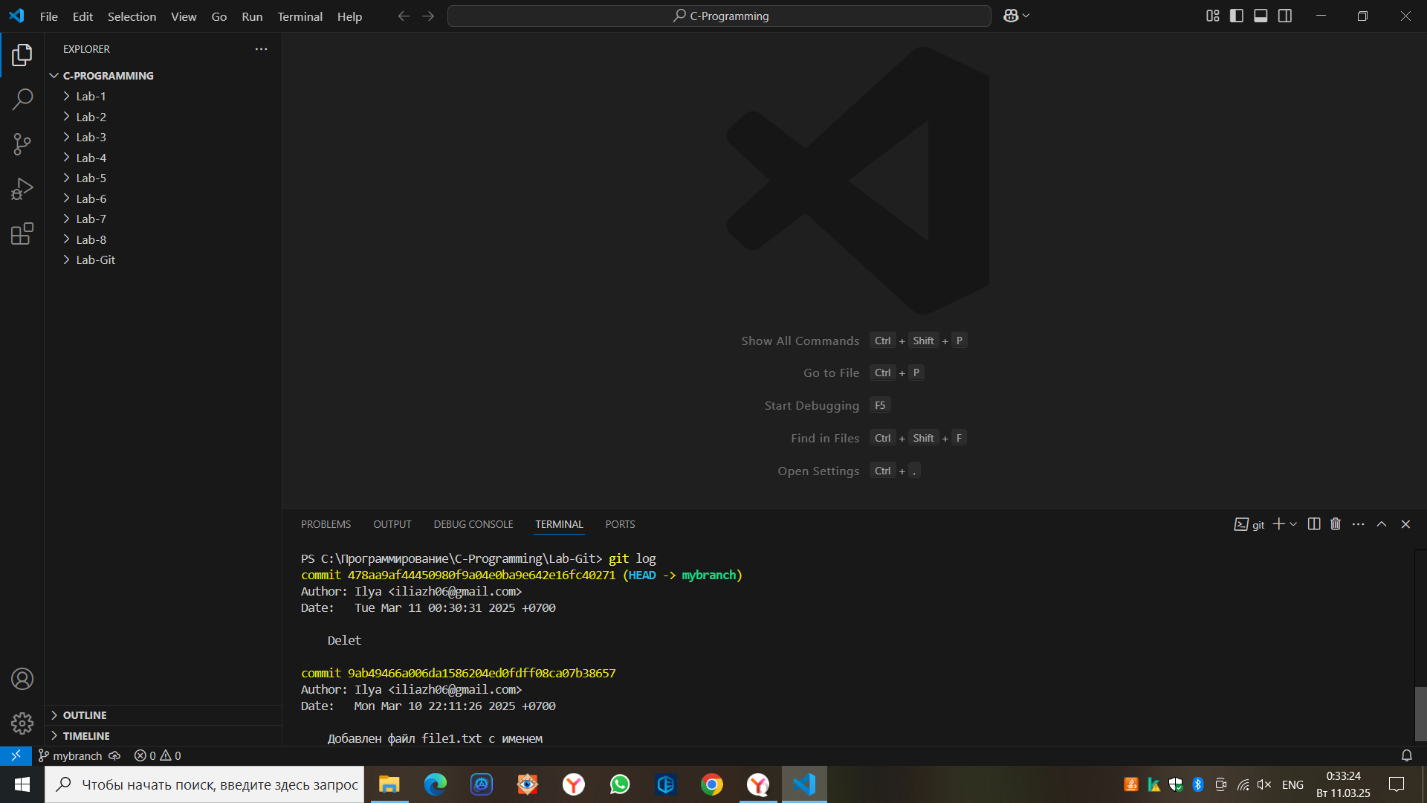 File Edit Selection View Go Run Terminal Help
C-Programming
EXPLORER
C-PROGRAMMING
Lab-1
Lab-2
Lab-3
Lab-4
Lab-5
Lab-6
Lab-7
Lab-8
Lab-Git
Show All Commands Ctrl + Shift + P
Go to File Ctrl + P
Start Debugging F5
Find in Files Ctrl + Shift + F
Open Settings Ctrl + .
PROBLEMS OUTPUT DEBUG CONSOLE TERMINAL PORTS
git
PS C:\Программирование\C-Programming\Lab-Git> git log
commit 478aa9af44450980f9a04e0ba9e642e16fc40271 (HEAD -> mybranch)
Author: Ilya <iliazh06@gmail.com>
Date:   Tue Mar 11 00:30:31 2025 +0700
Delet
commit 9ab49466a006da1586204ed0fdff08ca07b38657
Author: Ilya <iliazh06@gmail.com>
Date:   Mon Mar 10 22:11:26 2025 +0700
Добавлен файл file1.txt с именем
OUTLINE
TIMELINE
mybranch 0 0
Чтобы начать поиск, введите здесь запрос
ENG
0:33:24
Вт 11.03.25